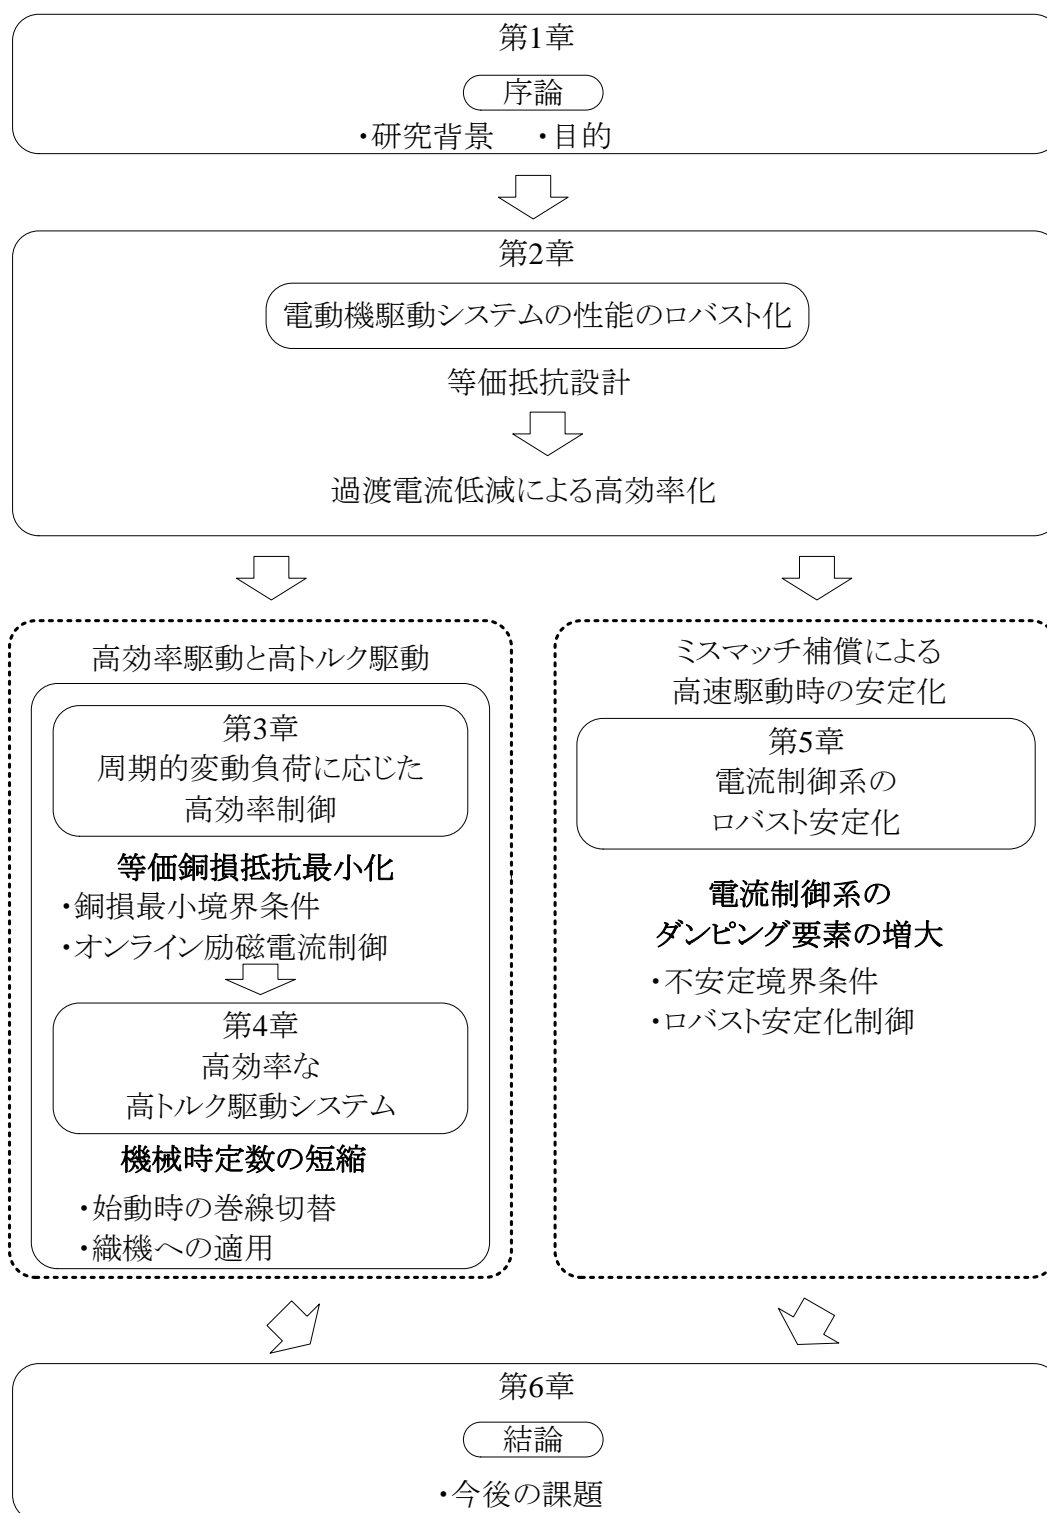 第1章
序論
・研究背景　・目的
第2章
電動機駆動システムの性能のロバスト化
等価抵抗設計
過渡電流低減による高効率化
高効率駆動と高トルク駆動
第3章
周期的変動負荷に応じた
高効率制御
等価銅損抵抗最小化
・銅損最小境界条件
・オンライン励磁電流制御
第4章
高効率な
高トルク駆動システム
機械時定数の短縮
・始動時の巻線切替
・織機への適用
ミスマッチ補償による
高速駆動時の安定化
第5章
電流制御系の
ロバスト安定化
電流制御系の
ダンピング要素の増大
・不安定境界条件
・ロバスト安定化制御
第6章
結論
・今後の課題